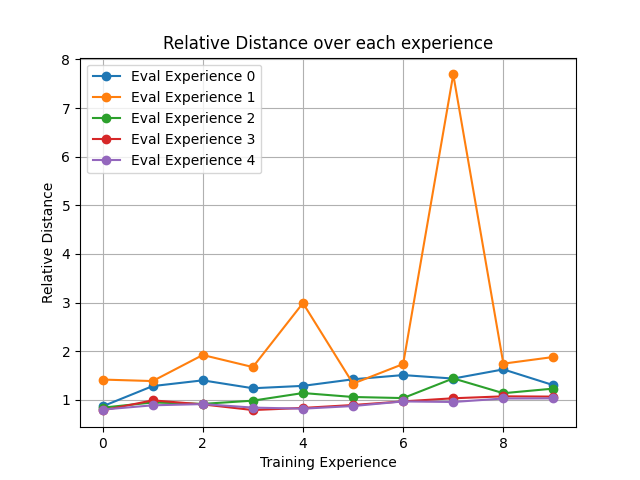 Relative Distance over each experience
Eval Experience 0
Eval Experience 1
Eval Experience 2
Eval Experience 3
Eval Experience 4
Relative Distance
8
7
6
5
4
3
2
1
0 2 4 6 8
Training Experience